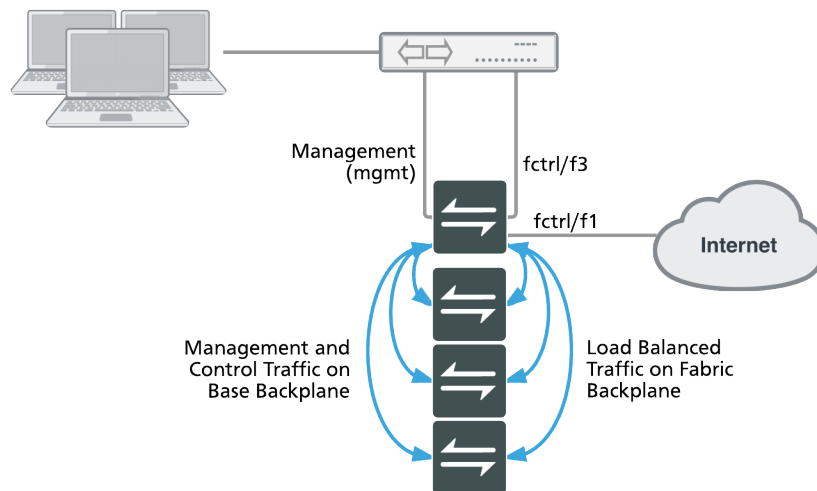 Management
(mgmt)
fctrl/f3
fctrl/f1
Internet
Management and
Control Traffic on
Base Backplane
Load Balanced
Traffic on Fabric
Backplane